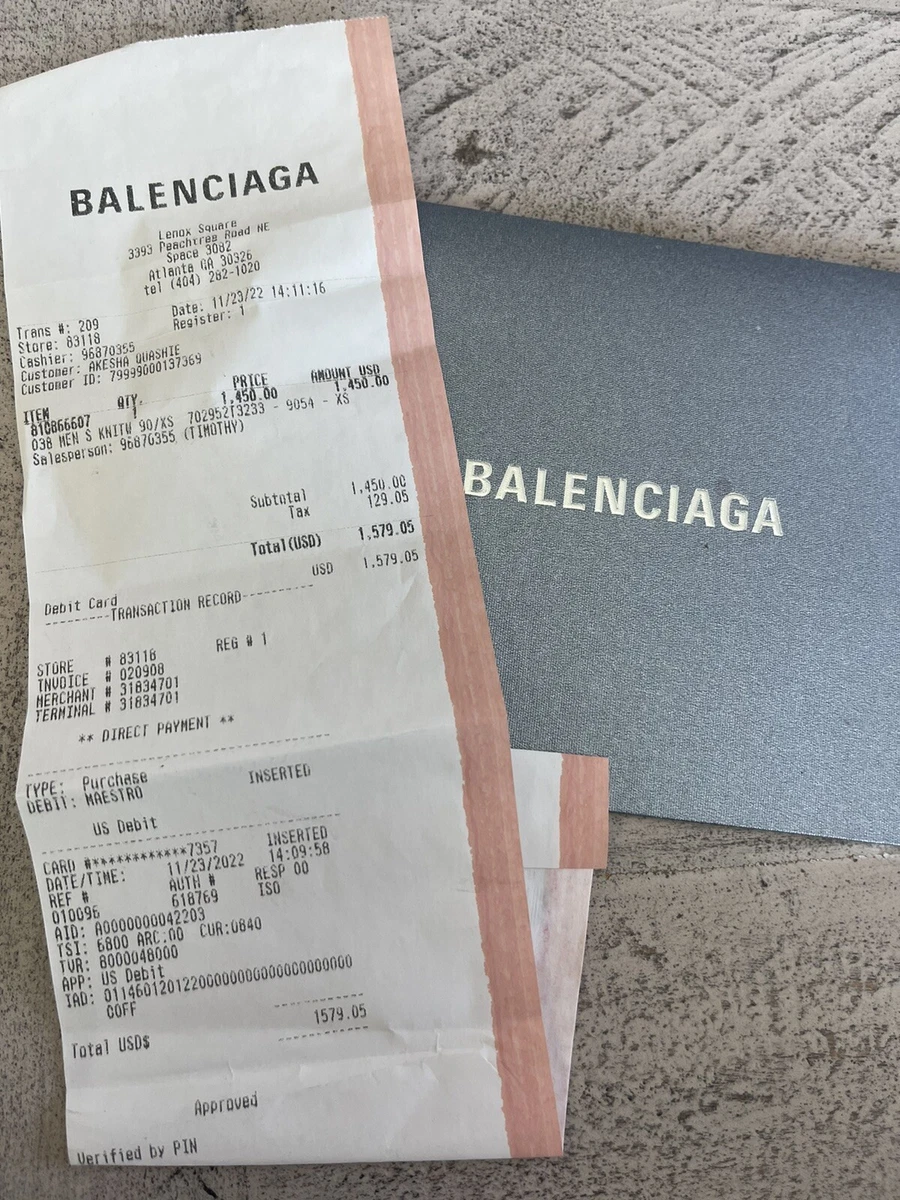 BALENCIAGA
Lenox Square
3393 Peachtree Road NE
Space 3082
Atlanta GA 30326
tel (404) 282-1020
Trans #: 209 Date: 11/23/22 14:11:16
Store: 83118 Register: 1
Cashier: 96870355
Customer: AKESHA QUASHIE
Customer ID: 79999000137369
ITEM QTY. PRICE AMOUNT USD
810866607 1 1,450.00 1,450.00
038 MEN S KNITW 90/XS 702952T3233 - 9054 - XS
Salesperson: 96870355 (TIMOTHY)
Subtotal 1,450.00
Tax 129.05
Total(USD) 1,579.05
USD 1,579.05
Debit Card
---------TRANSACTION RECORD----------
STORE # 83118 REG # 1
INVOICE # 020908
MERCHANT # 31834701
TERMINAL # 31834701
** DIRECT PAYMENT **
TYPE: Purchase INSERTED
DEBIT: MAESTRO
US Debit
CARD #************7357 INSERTED
DATE/TIME: 11/23/2022 14:09:58
REF # AUTH # RESP 00
010096 618769 ISO
AID: A0000000042203
TSI: 6800 ARC:00 CUR:0840
TVR: 8000048000
APP: US Debit
IAD:
COFF
Total USD$ 1579.05
Approved
Verified by PIN
BALENCIAGA